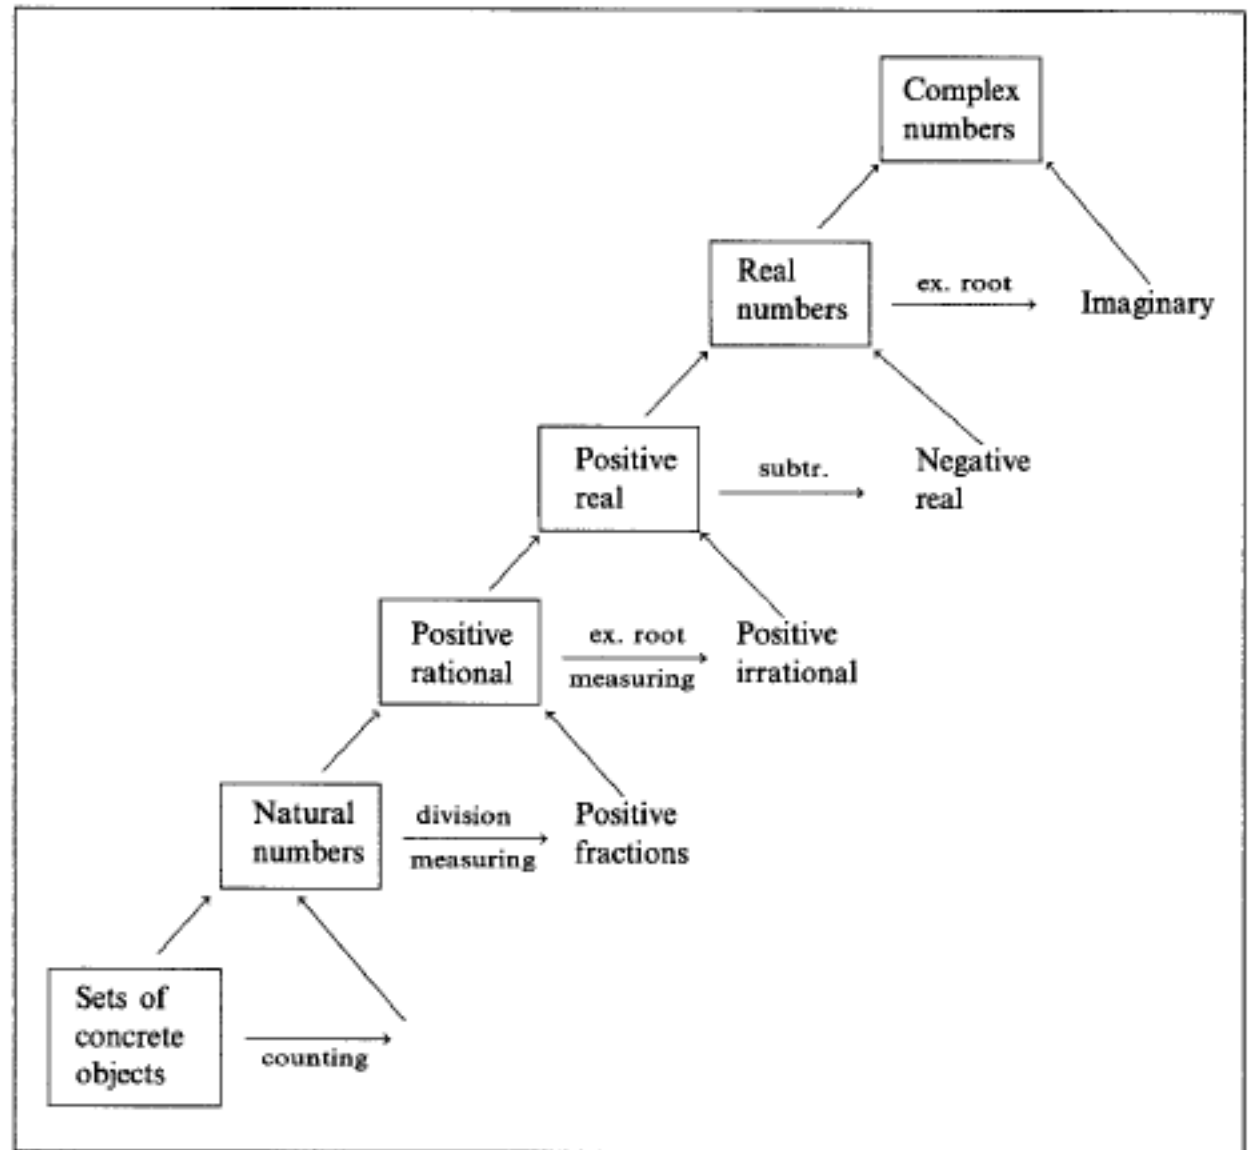 Complex
numbers
Real
numbers
ex. root
Imaginary
Positive
real
subtr.
Negative
real
Positive
rational
ex. root
measuring
Positive
irrational
Natural
numbers
division
measuring
Positive
fractions
Sets of
concrete
objects
counting